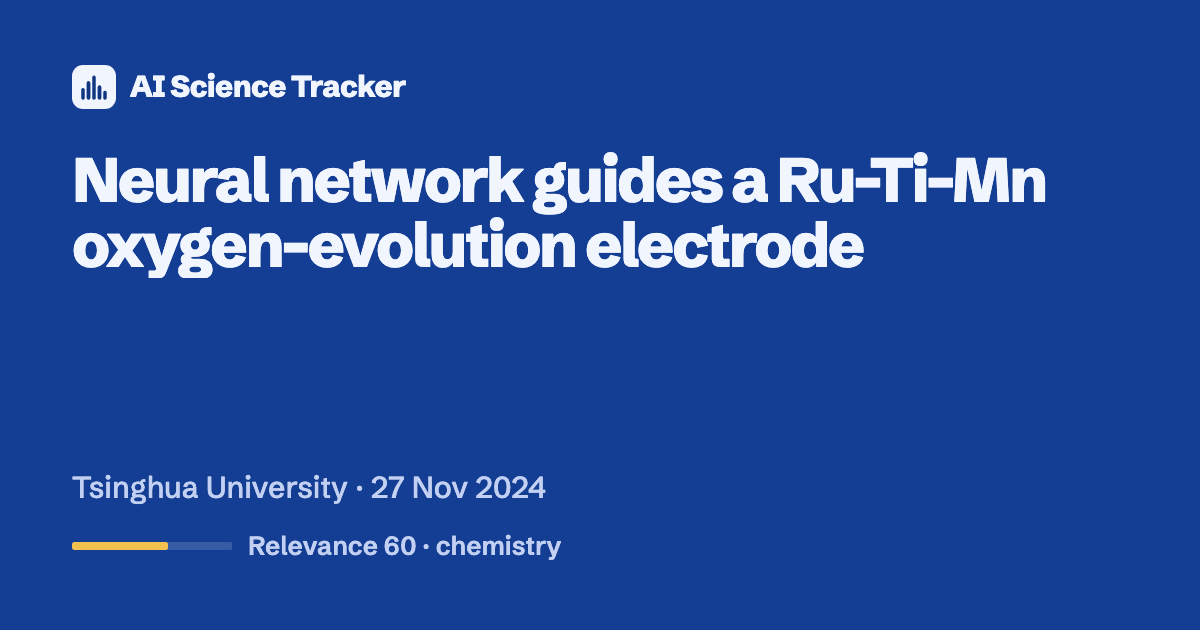 AI Science Tracker
Neural network guides a Ru-Ti-Mn
oxygen-evolution electrode
Tsinghua University · 27 Nov 2024
Relevance 60 · chemistry